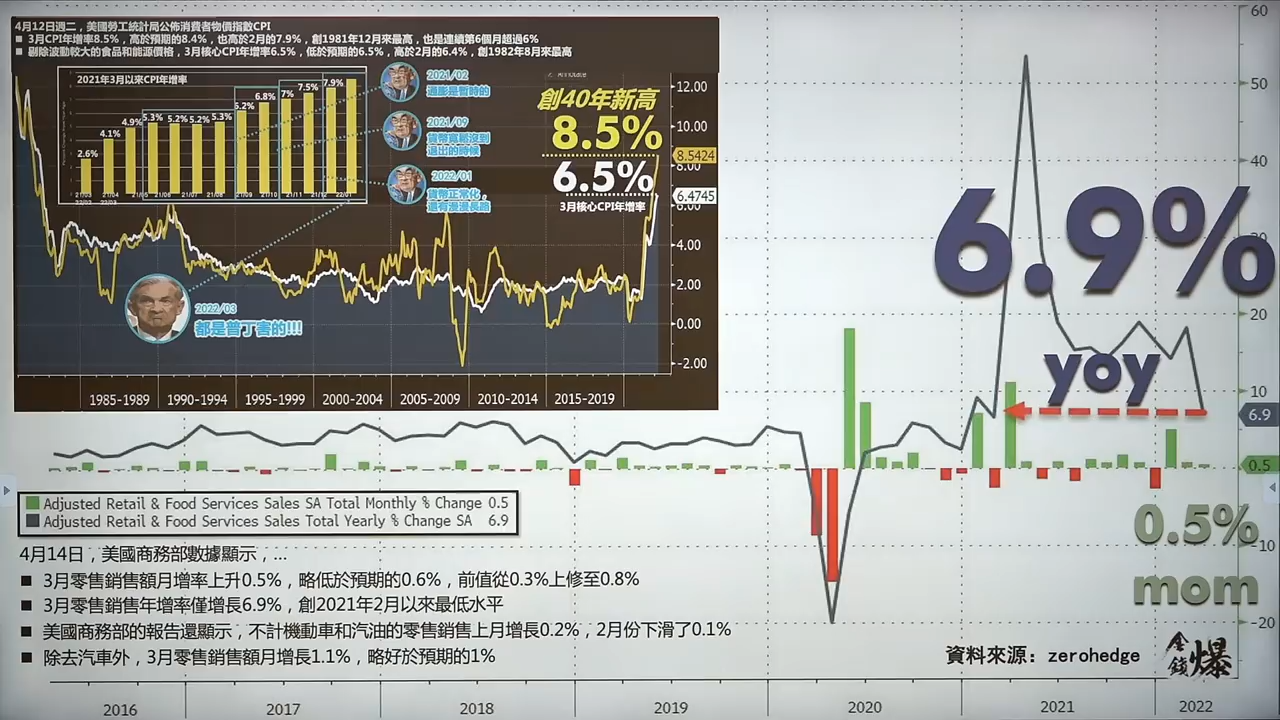 4月12日週二，美國勞工統計局公佈消費者物價指數CPI
■ 3月CPI年增率8.5%，高於預期的8.4%，也高於2月的7.9%，創1981年12月來最高，也是連續第6個月超過6%
■ 剔除波動較大的食品和能源價格，3月核心CPI年增率6.5%，低於預期的6.5%，高於2月的6.4%，創1982年8月來最高
2021年3月以來CPI年增率
2.6%
4.1%
4.9%
5.3%
5.2%
5.2%
5.3%
6.2%
6.8%
7%
7.5%
7.9%
2021/02
通膨是暫時的
2021/09
貨幣寬鬆沒到
退出的時候
2022/01
貨幣正常化，
還有漫漫長路
2022/03
都是普丁害的!!!
創40年新高
8.5%
6.5%
3月核心CPI年增率
12.00
10.00
8.5424
8.00
6.4745
6.00
4.00
2.00
0.00
-2.00
1985-1989
1990-1994
1995-1999
2000-2004
2005-2009
2010-2014
2015-2019
60
50
40
30
20
10
6.9
0.5
-10
-20
6.9%
yoy
0.5%
mom
Adjusted Retail & Food Services Sales SA Total Monthly % Change 0.5
Adjusted Retail & Food Services Sales Total Yearly % Change SA 6.9
4月14日，美國商務部數據顯示，...
■ 3月零售銷售額月增率上升0.5%，略低於預期的0.6%，前值從0.3%上修至0.8%
■ 3月零售銷售年增率僅增長6.9%，創2021年2月以來最低水平
■ 美國商務部的報告還顯示，不計機動車和汽油的零售銷售上月增長0.2%，2月份下滑了0.1%
■ 除去汽車外，3月零售銷售額月增長1.1%，略好於預期的1%
資料來源：zerohedge
金錢爆
2016
2017
2018
2019
2020
2021
2022